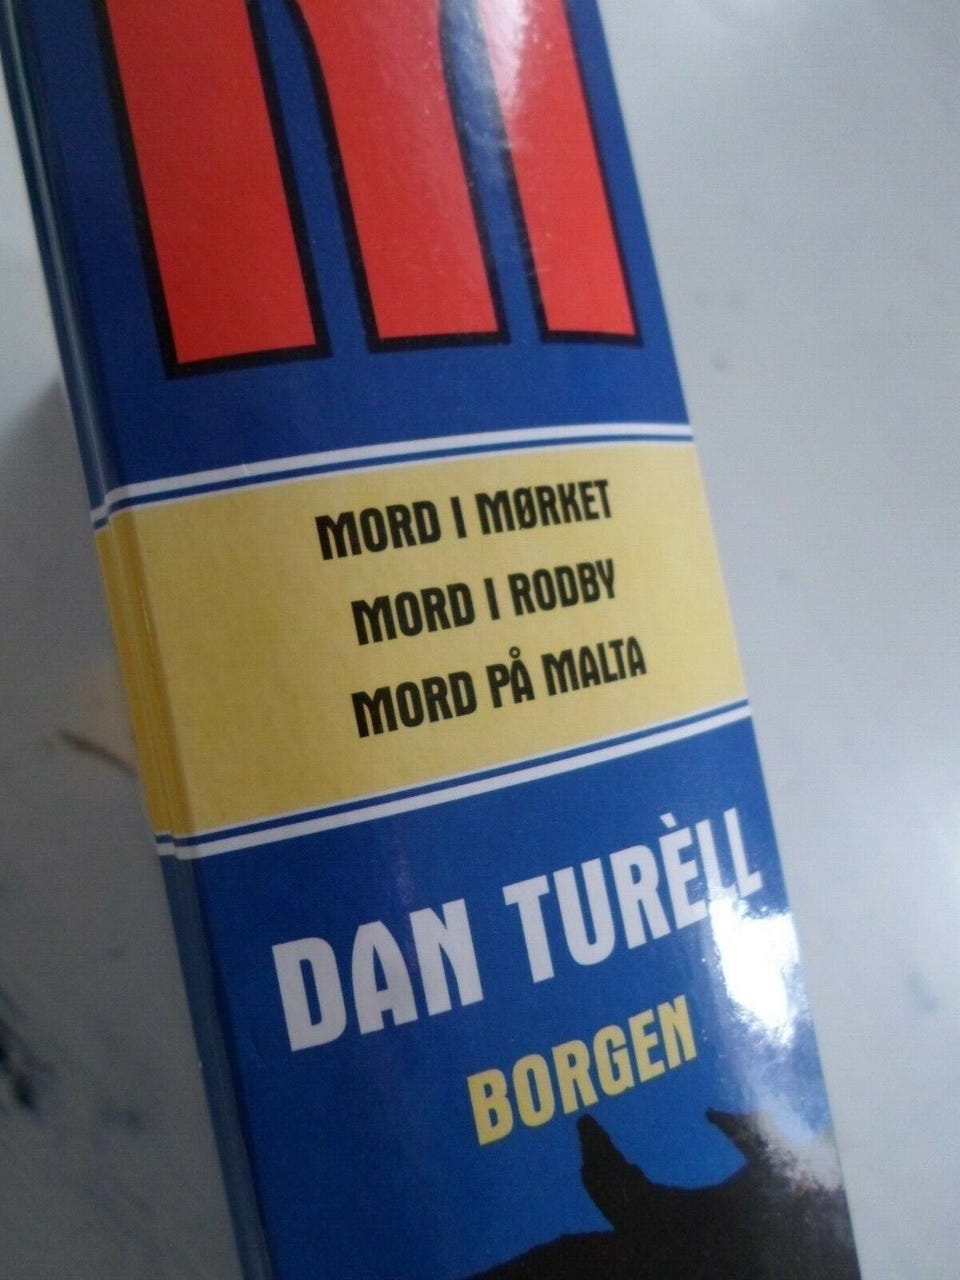 MORD I MØRKET
MORD I RODBY
MORD PÅ MALTA
DAN TURÈLL
BORGEN